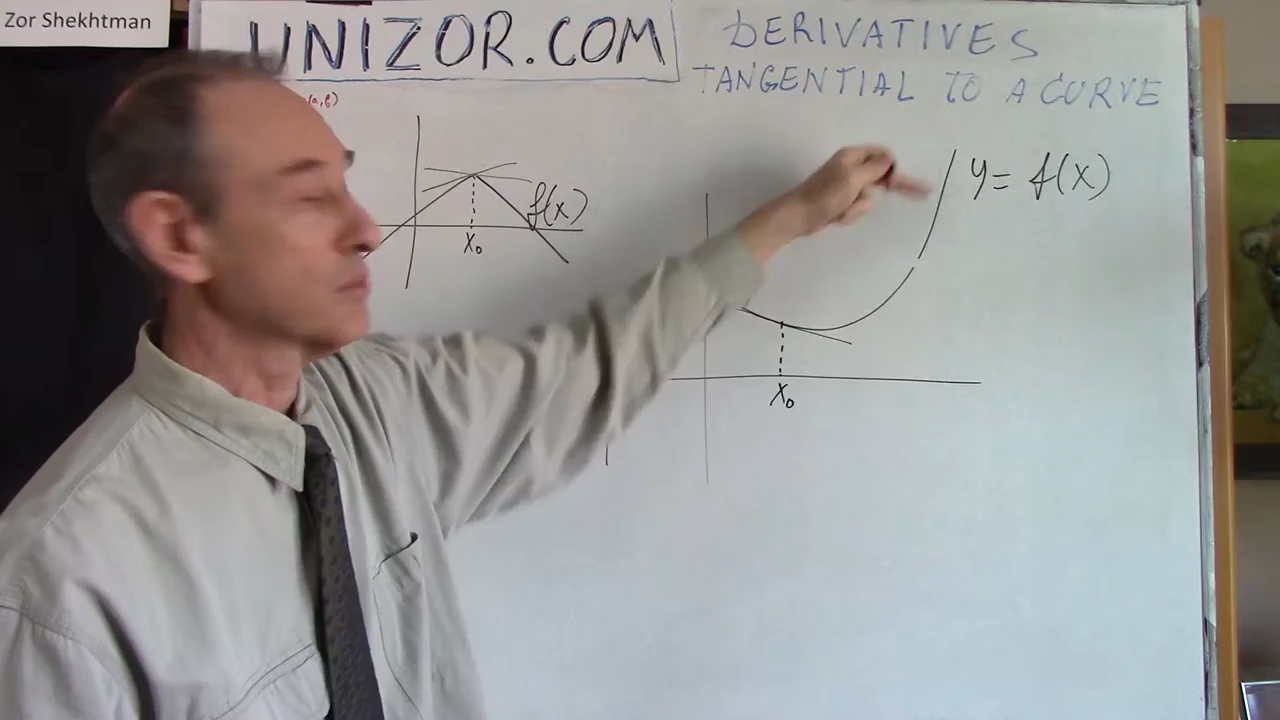 Zor Shekhtman
UNIZOR.COM
DERIVATIVES
TANGENTIAL TO A CURVE
f(x)
x₀
y = f(x)
x₀